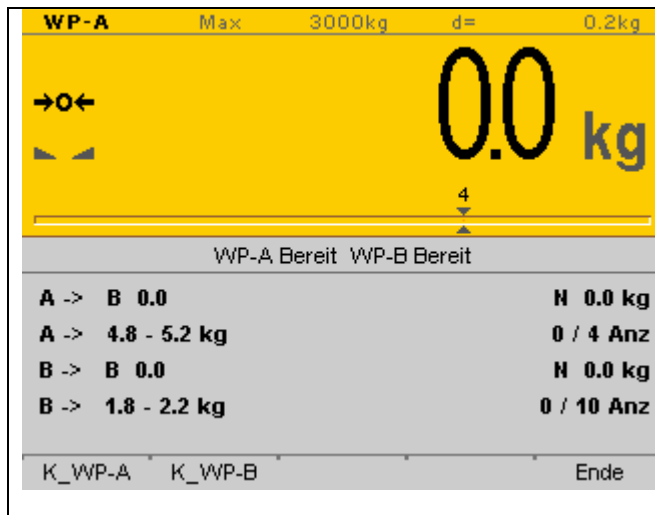 WP-A Max 3000kg d= 0.2kg
→0← 0.0 kg
4
WP-A Bereit WP-B Bereit
A -> B 0.0 N 0.0 kg
A -> 4.8 - 5.2 kg 0 / 4 Anz
B -> B 0.0 N 0.0 kg
B -> 1.8 - 2.2 kg 0 / 10 Anz
K_WP-A K_WP-B Ende